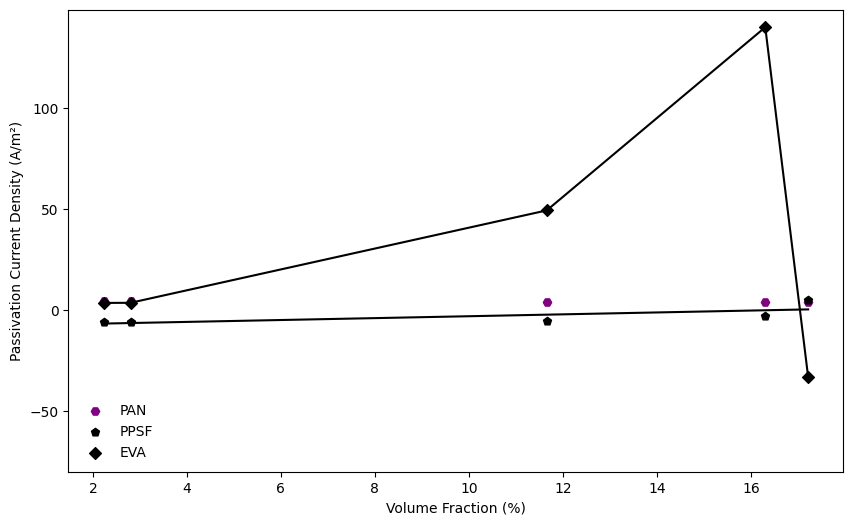 Passivation Current Density (A/m²)
100
50
0
−50
PAN
PPSF
EVA
2 4 6 8 10 12 14 16
Volume Fraction (%)